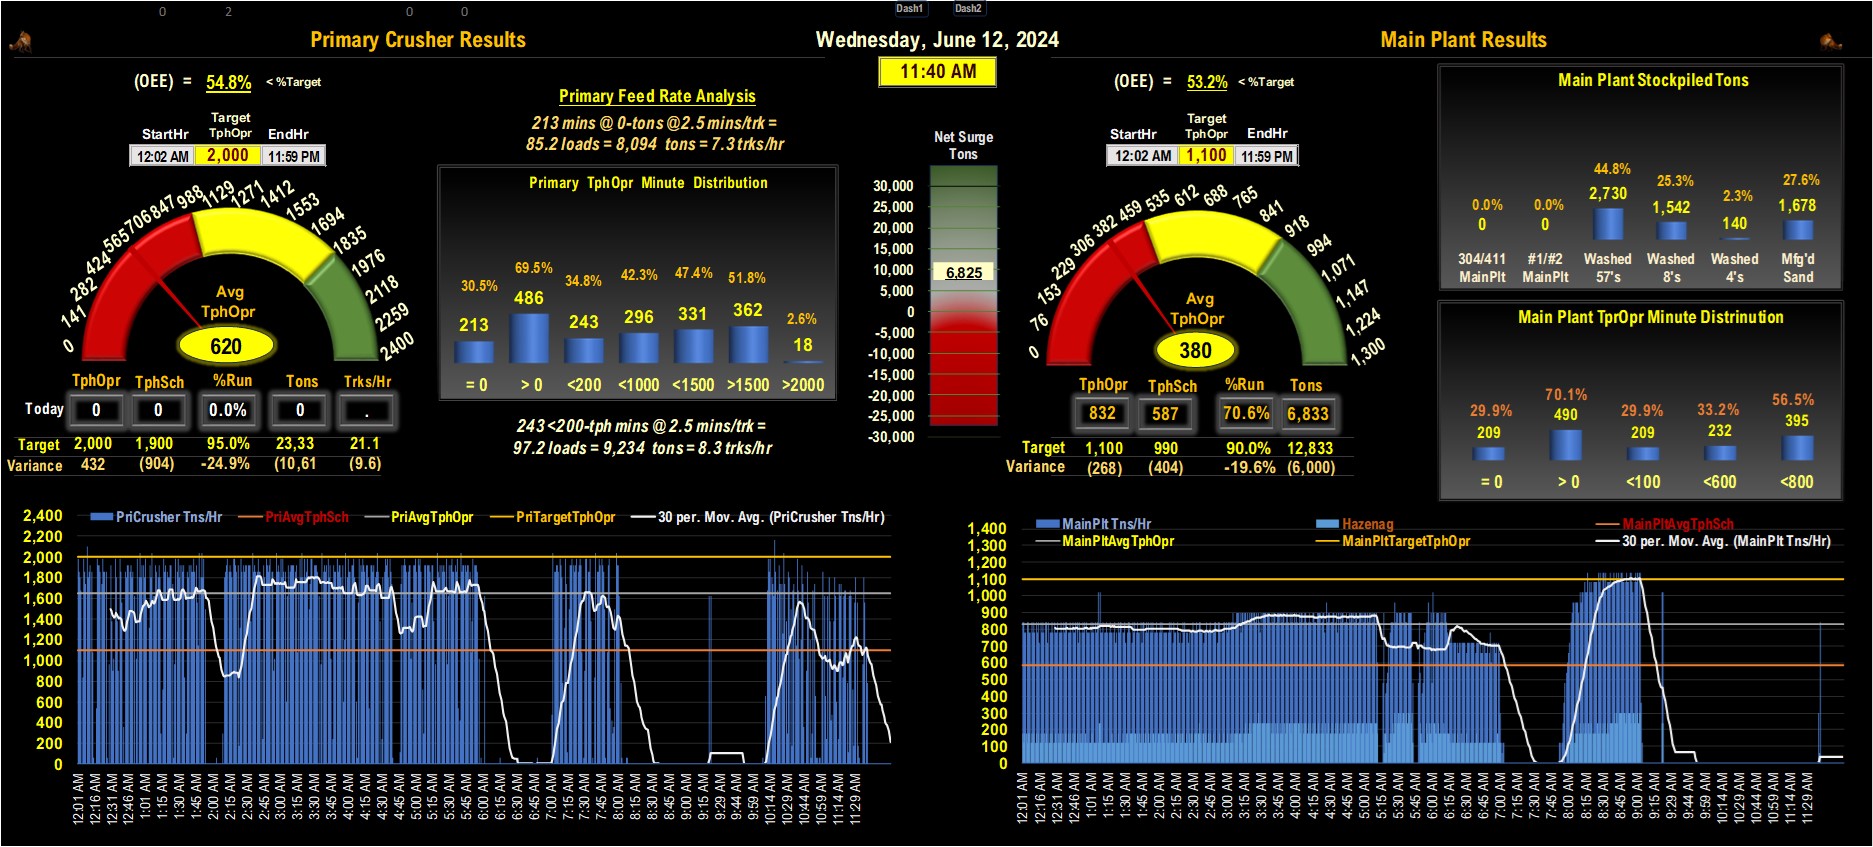 0 2 0 0 Dash1 Dash2
Primary Crusher Results
Wednesday, June 12, 2024
Main Plant Results
11:40 AM
(OEE) = 54.8% < %Target
Target
StartHr TphOpr EndHr
12:02 AM 2,000 11:59 PM
0 141 282 424 565 706 847 988 1129 1271 1412 1553 1694 1835 1976 2118 2259 2400
Avg
TphOpr
620
TphOpr TphSch %Run Tons Trks/Hr
Today 0 0 0.0% 0 .
Target 2,000 1,900 95.0% 23,33 21.1
Variance 432 (904) -24.9% (10,61 (9.6)
Primary Feed Rate Analysis
213 mins @ 0-tons @2.5 mins/trk =
85.2 loads = 8,094 tons = 7.3 trks/hr
Primary TphOpr Minute Distribution
30.5% 69.5% 34.8% 42.3% 47.4% 51.8% 2.6%
213 486 243 296 331 362 18
= 0 > 0 <200 <1000 <1500 >1500 >2000
243 <200-tph mins @ 2.5 mins/trk =
97.2 loads = 9,234 tons = 8.3 trks/hr
Net Surge
Tons
30,000
25,000
20,000
15,000
10,000
6,825
5,000
0
-5,000
-10,000
-15,000
-20,000
-25,000
-30,000
(OEE) = 53.2% < %Target
Target
StartHr TphOpr EndHr
12:02 AM 1,100 11:59 PM
0 76 153 229 306 382 459 535 612 688 765 841 918 994 1,071 1,147 1,224 1,300
Avg
TphOpr
380
TphOpr TphSch %Run Tons
832 587 70.6% 6,833
Target 1,100 990 90.0% 12,833
Variance (268) (404) -19.6% (6,000)
Main Plant Stockpiled Tons
0.0% 0.0% 44.8% 25.3% 2.3% 27.6%
0 0 2,730 1,542 140 1,678
304/411 #1/#2 Washed Washed Washed Mfg'd
MainPlt MainPlt 57's 8's 4's Sand
Main Plant TprOpr Minute Distrinution
29.9% 70.1% 29.9% 33.2% 56.5%
209 490 209 232 395
= 0 > 0 <100 <600 <800
PriCrusher Tns/Hr PriAvgTphSch PriAvgTphOpr PriTargetTphOpr 30 per. Mov. Avg. (PriCrusher Tns/Hr)
2,400
2,200
2,000
1,800
1,600
1,400
1,200
1,000
800
600
400
200
0
12:01 AM 12:16 AM 12:31 AM 12:46 AM 1:01 AM 1:15 AM 1:30 AM 1:45 AM 2:00 AM 2:15 AM 2:30 AM 2:45 AM 3:00 AM 3:15 AM 3:30 AM 3:45 AM 4:00 AM 4:15 AM 4:30 AM 4:45 AM 5:00 AM 5:15 AM 5:30 AM 5:45 AM 6:00 AM 6:15 AM 6:30 AM 6:45 AM 7:00 AM 7:15 AM 7:30 AM 7:45 AM 8:00 AM 8:15 AM 8:30 AM 8:45 AM 9:00 AM 9:15 AM 9:29 AM 9:44 AM 9:59 AM 10:14 AM 10:29 AM 10:44 AM 10:59 AM 11:14 AM 11:29 AM
MainPlt Tns/Hr Hazenag MainPltAvgTphSch
MainPltAvgTphOpr MainPltTargetTphOpr 30 per. Mov. Avg. (MainPlt Tns/Hr)
1,400
1,300
1,200
1,100
1,000
900
800
700
600
500
400
300
200
100
0
12:01 AM 12:16 AM 12:31 AM 12:46 AM 1:01 AM 1:15 AM 1:30 AM 1:45 AM 2:00 AM 2:15 AM 2:30 AM 2:45 AM 3:00 AM 3:15 AM 3:30 AM 3:45 AM 4:00 AM 4:15 AM 4:30 AM 4:45 AM 5:00 AM 5:15 AM 5:30 AM 5:45 AM 6:00 AM 6:15 AM 6:30 AM 6:45 AM 7:00 AM 7:15 AM 7:30 AM 7:45 AM 8:00 AM 8:15 AM 8:30 AM 8:45 AM 9:00 AM 9:15 AM 9:29 AM 9:44 AM 9:59 AM 10:14 AM 10:29 AM 10:44 AM 10:59 AM 11:14 AM 11:29 AM